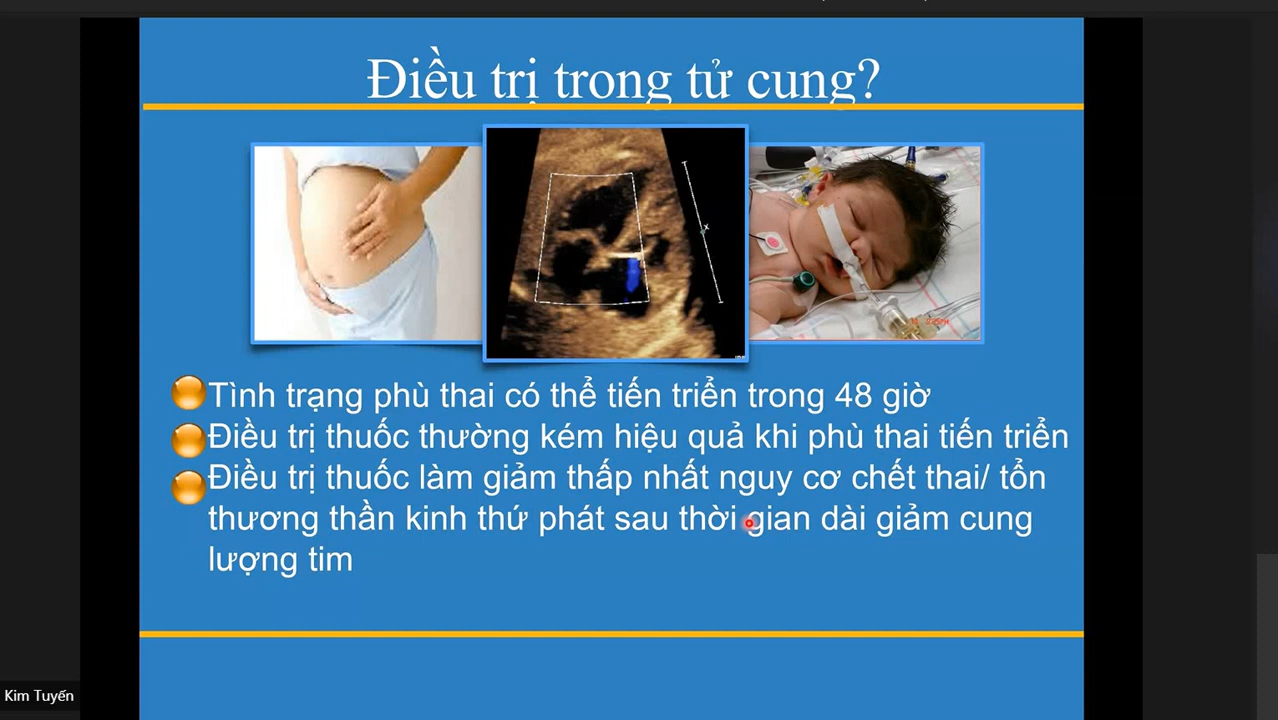 Điều trị trong tử cung?
Tình trạng phù thai có thể tiến triển trong 48 giờ
Điều trị thuốc thường kém hiệu quả khi phù thai tiến triển
Điều trị thuốc làm giảm thấp nhất nguy cơ chết thai/ tổn
thương thần kinh thứ phát sau thời gian dài giảm cung
lượng tim
Kim Tuyến